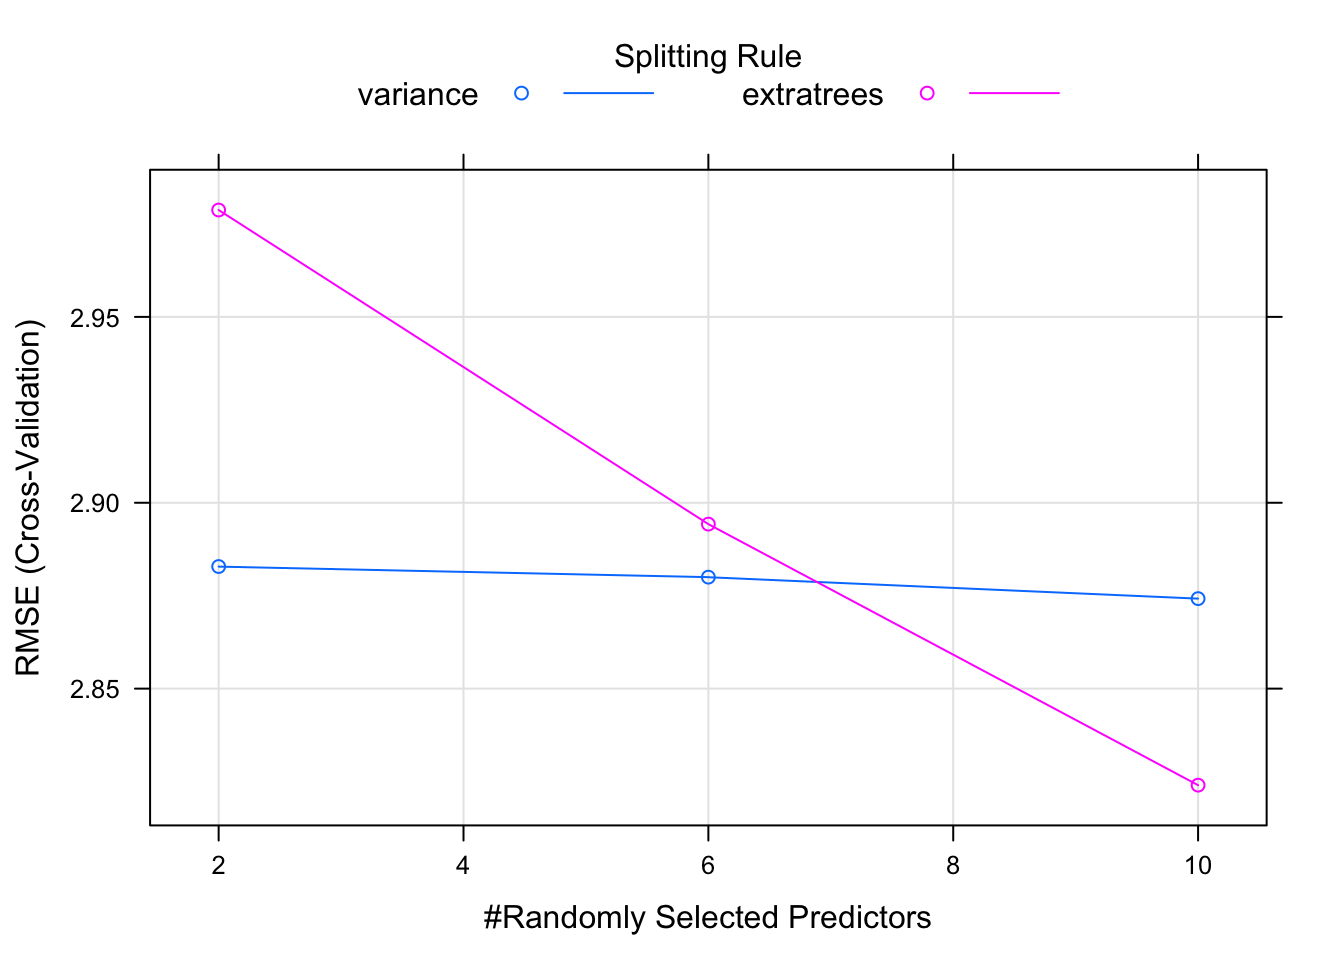 Splitting Rule
variance extratrees
RMSE (Cross-Validation)
2.95
2.90
2.85
2 4 6 8 10
#Randomly Selected Predictors